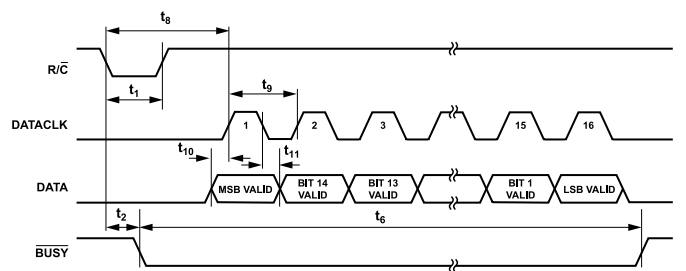 t8
R/C
t1
t9
DATACLK
1
2
3
15
16
t10
t11
DATA
MSB VALID
BIT 14 VALID
BIT 13 VALID
BIT 1 VALID
LSB VALID
t2
t6
BUSY